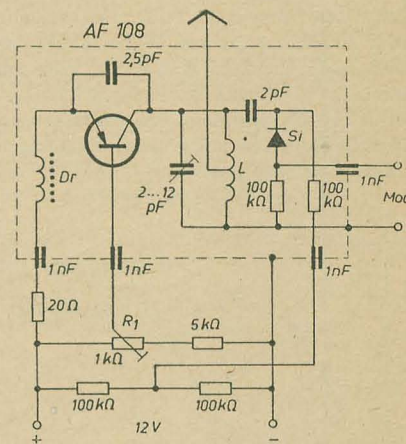 AF 108
2,5pF
2pF
Si
Dr
2...12
pF
L
100
kΩ
100
kΩ
1nF
Mod
1nF
1nF
1nF
20Ω
R1
5kΩ
1kΩ
100kΩ
100kΩ
+
12V
−